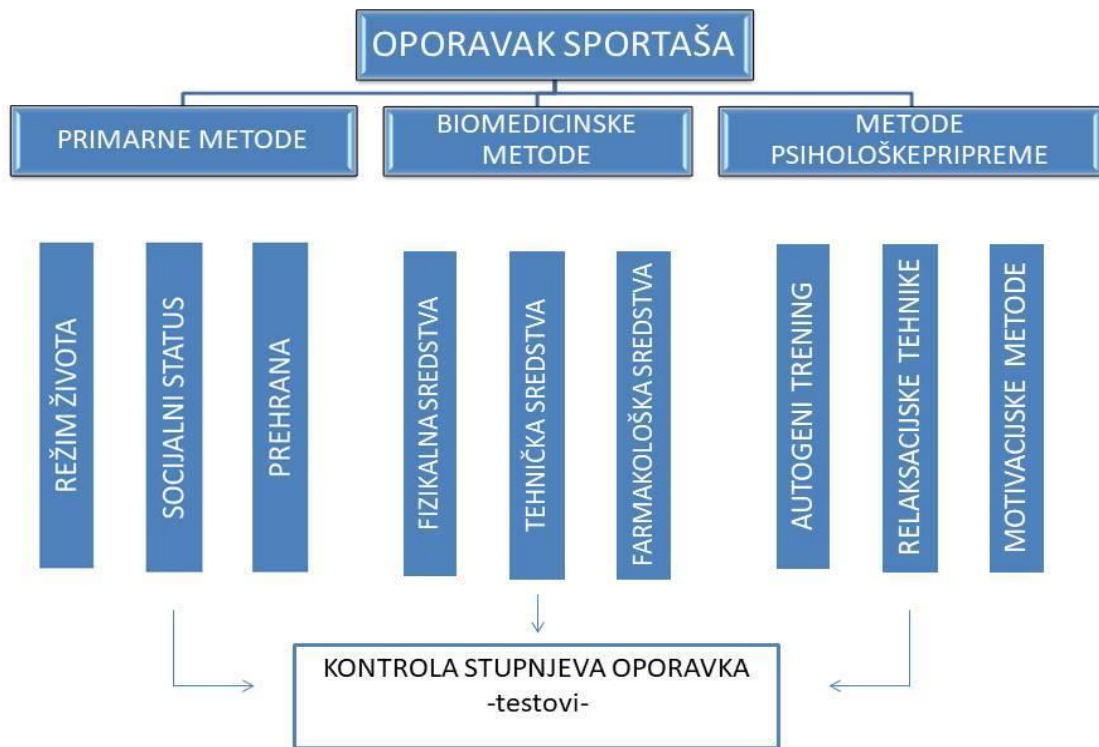 OPORAVAK SPORTAŠA
PRIMARNE METODE
BIOMEDICINSKE
METODE
METODE
PSIHOLOŠKEPRIPREME
REŽIM ŽIVOTA
SOCIJALNI STATUS
PREHRANA
FIZIKALNA SREDSTVA
TEHNIČKA SREDSTVA
FARMAKOLOŠKA SREDSTVA
AUTOGENI TRENING
RELAKSACIJSKE TEHNIKE
MOTIVACIJSKE METODE
KONTROLA STUPNJEVA OPORAVKA
-testovi-